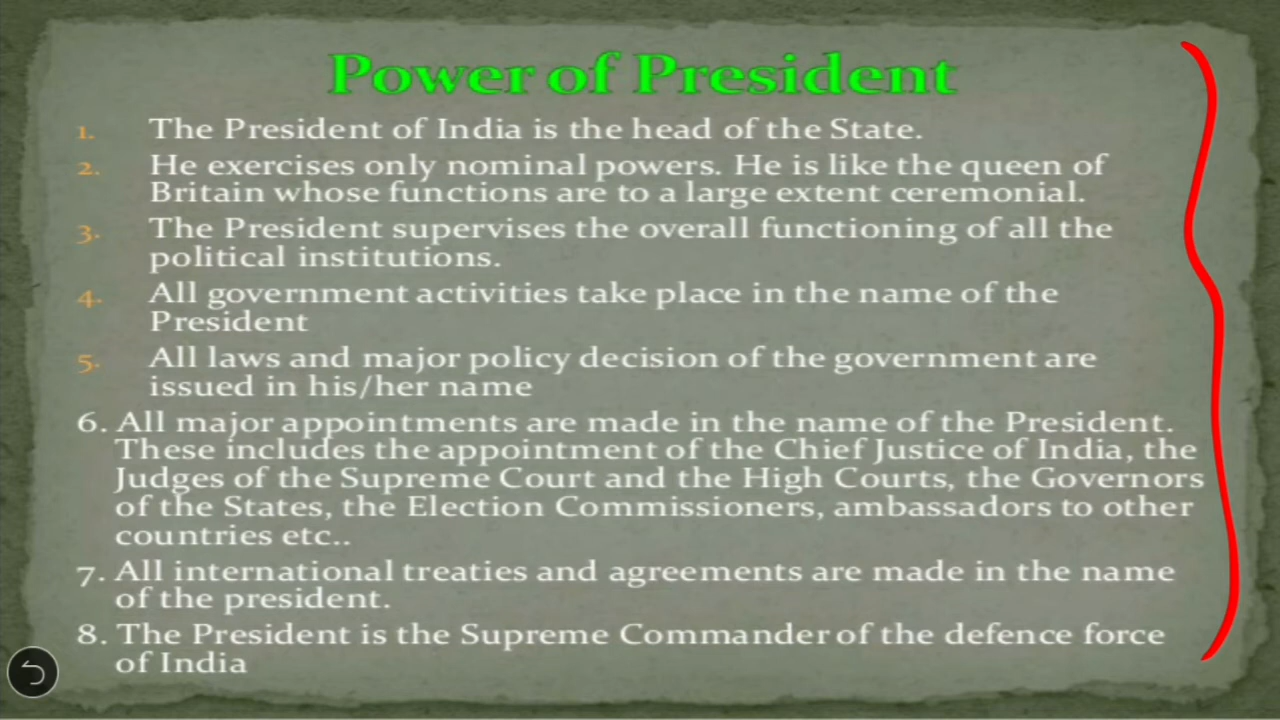 Power of President
1. The President of India is the head of the State.
2. He exercises only nominal powers. He is like the queen of
Britain whose functions are to a large extent ceremonial.
3. The President supervises the overall functioning of all the
political institutions.
4. All government activities take place in the name of the
President
5. All laws and major policy decision of the government are
issued in his/her name
6. All major appointments are made in the name of the President.
These includes the appointment of the Chief Justice of India, the
Judges of the Supreme Court and the High Courts, the Governors
of the States, the Election Commissioners, ambassadors to other
countries etc..
7. All international treaties and agreements are made in the name
of the president.
8. The President is the Supreme Commander of the defence force
of India